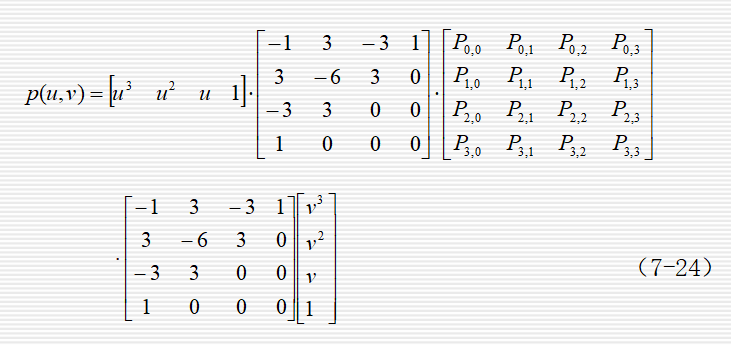 p(u,v) = [u³ u² u 1] · [−1 3 −3 1; 3 −6 3 0; −3 3 0 0; 1 0 0 0] · [P₀,₀ P₀,₁ P₀,₂ P₀,₃; P₁,₀ P₁,₁ P₁,₂ P₁,₃; P₂,₀ P₂,₁ P₂,₂ P₂,₃; P₃,₀ P₃,₁ P₃,₂ P₃,₃]
· [−1 3 −3 1; 3 −6 3 0; −3 3 0 0; 1 0 0 0] [v³; v²; v; 1] （7-24）